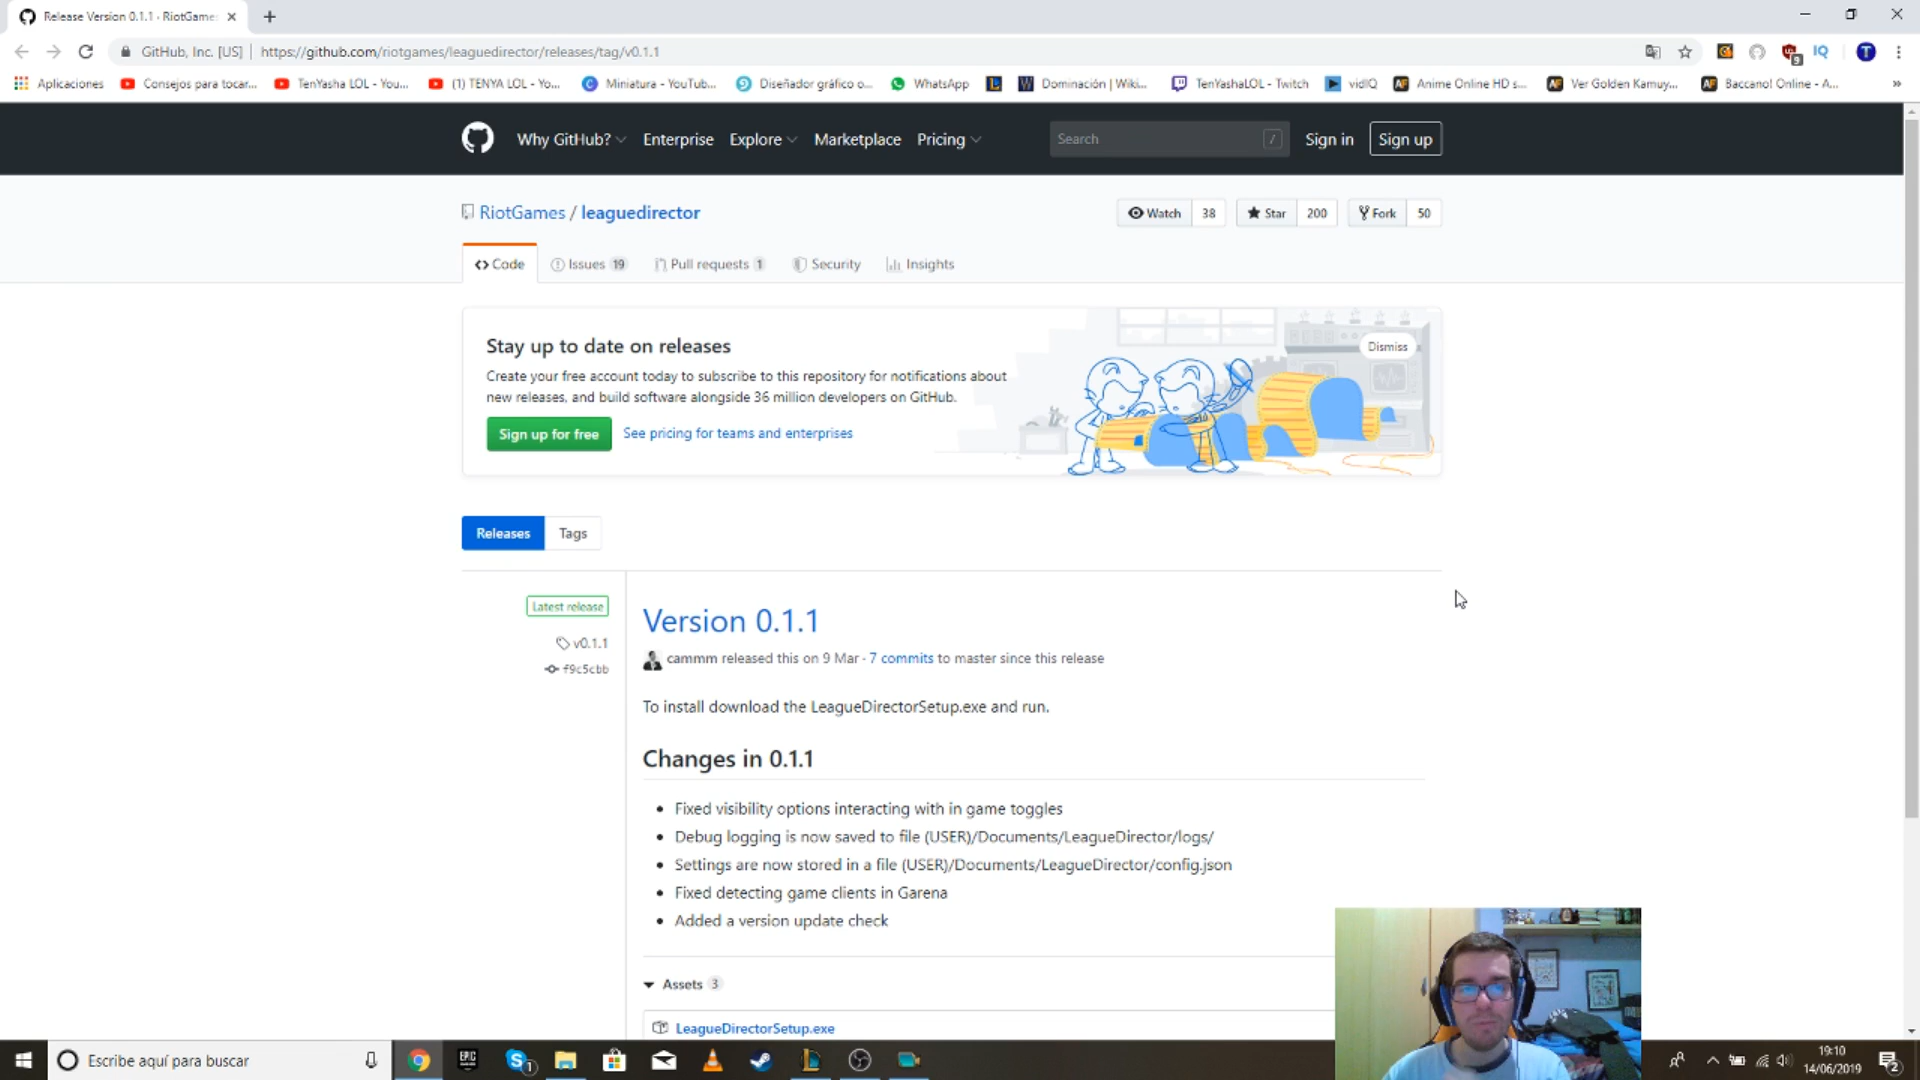 Release Version 0.1.1 · RiotGame
GitHub, Inc. [US] | https://github.com/riotgames/leaguedirector/releases/tag/v0.1.1
9 IQ T
Aplicaciones Consejos para tocar... TenYasha LOL - You... (1) TENYA LOL - Yo... Miniatura - YouTub... Diseñador gráfico o... WhatsApp Dominación | Wiki... TenYashaLOL - Twitch vidIQ Anime Online HD s... Ver Golden Kamuy... Baccano! Online - A... »
Why GitHub? Enterprise Explore Marketplace Pricing Search / Sign in Sign up
RiotGames / leaguedirector Watch 38 Star 200 Fork 50
Code Issues 19 Pull requests 1 Security Insights
Stay up to date on releases
Dismiss
Create your free account today to subscribe to this repository for notifications about
new releases, and build software alongside 36 million developers on GitHub.
Sign up for free See pricing for teams and enterprises
Releases Tags
Latest release
Version 0.1.1
v0.1.1
cammm released this on 9 Mar · 7 commits to master since this release
f9c5cbb
To install download the LeagueDirectorSetup.exe and run.
Changes in 0.1.1
• Fixed visibility options interacting with in game toggles
• Debug logging is now saved to file (USER)/Documents/LeagueDirector/logs/
• Settings are now stored in a file (USER)/Documents/LeagueDirector/config.json
• Fixed detecting game clients in Garena
• Added a version update check
Assets 3
LeagueDirectorSetup.exe
Escribe aquí para buscar
EPIC
1
19:10
14/06/2019
2